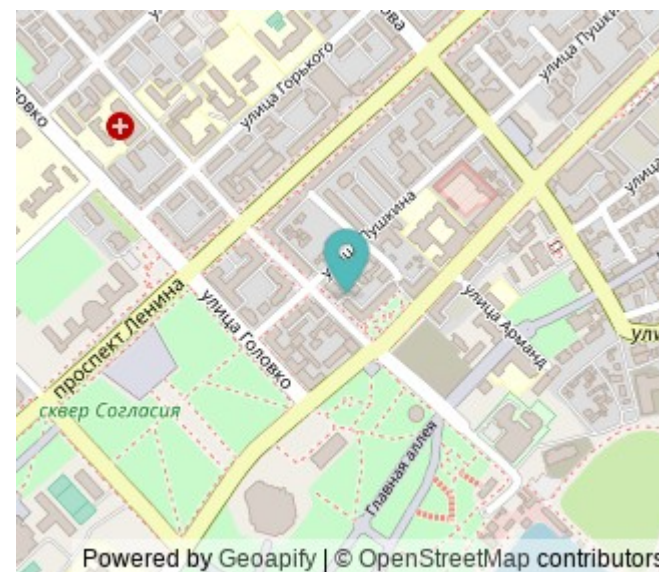 улица Горького
улица Пушкина
Пушкина
проспект Ленина
улица Головко
улица Арманд
сквер Согласия
Главная аллея
Powered by Geoapify | © OpenStreetMap contributors